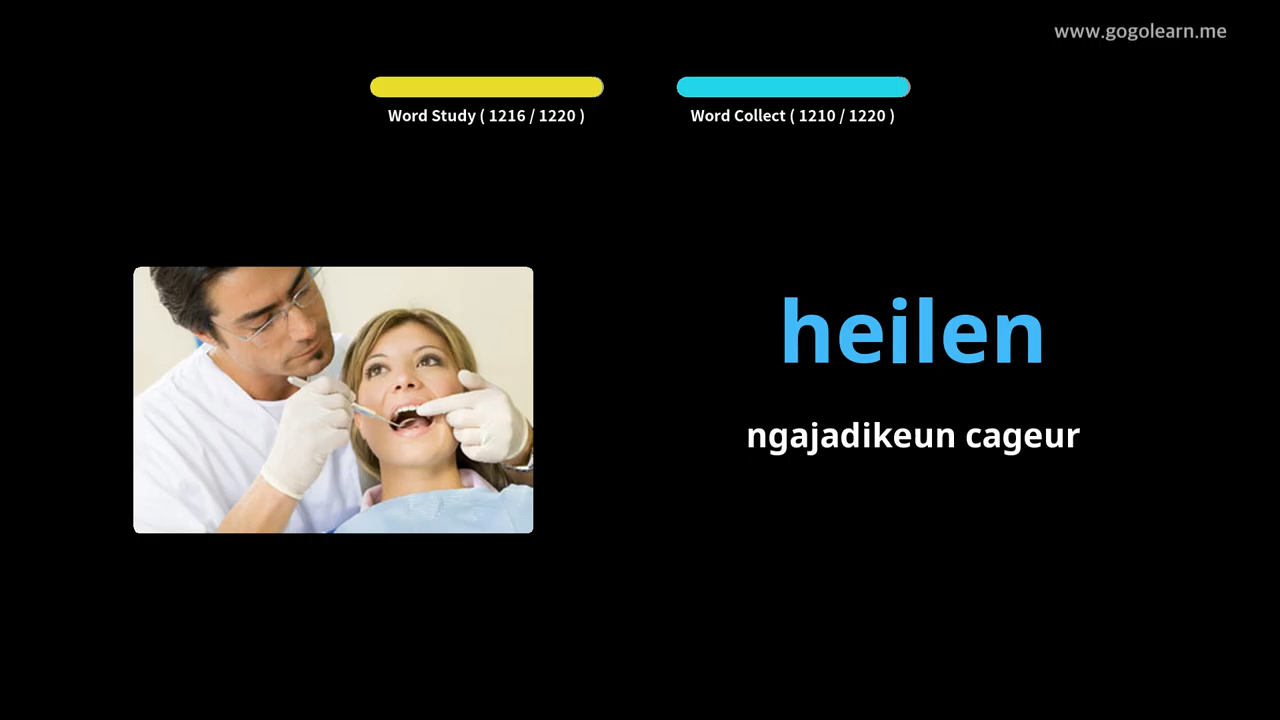 www.gogolearn.me
Word Study ( 1216 / 1220 )
Word Collect ( 1210 / 1220 )
heilen
ngajadikeun cageur